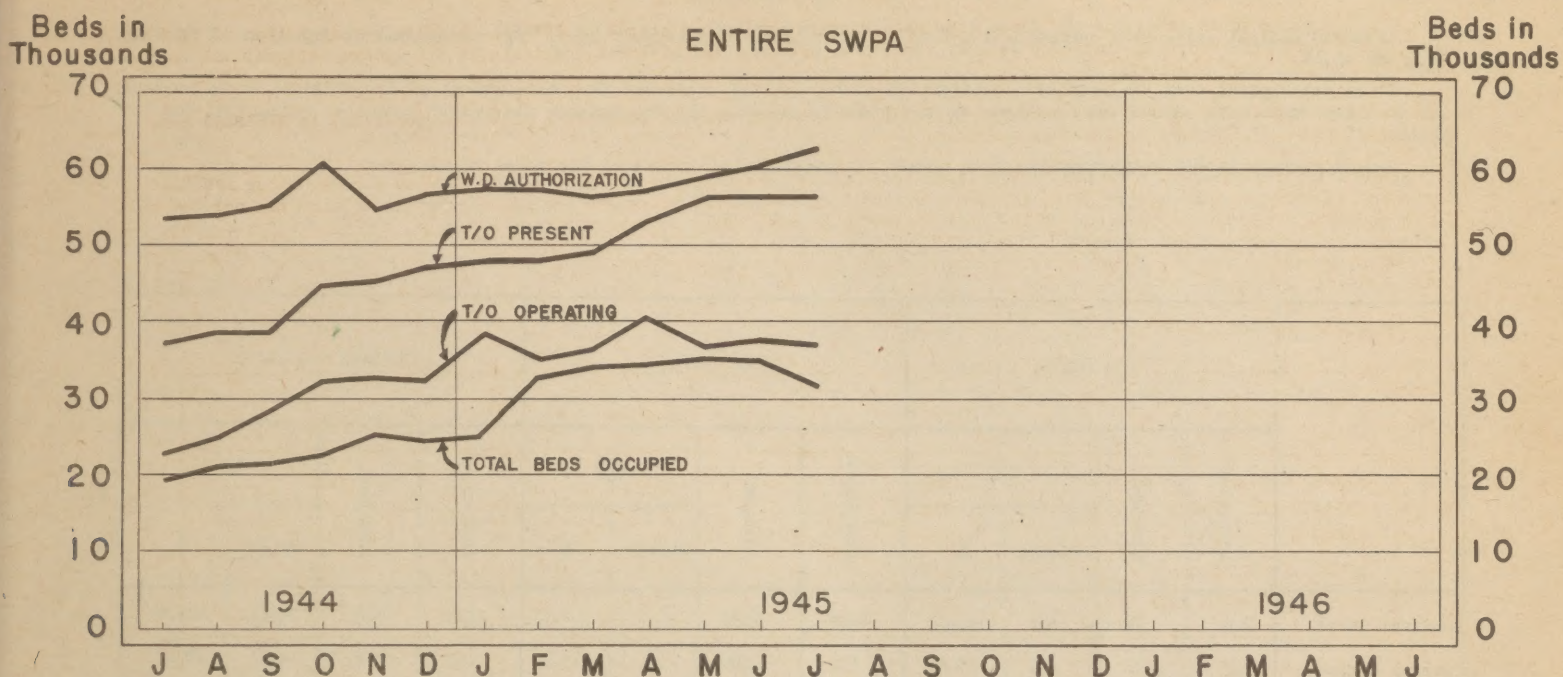 Beds in
Thousands
ENTIRE SWPA
Beds in
Thousands
70
70
60
W.D. AUTHORIZATION
60
50
T/O PRESENT
50
40
T/O OPERATING
40
30
30
20
TOTAL BEDS OCCUPIED
20
10
10
1944
1945
1946
0
0
J A S O N D J F M A M J J A S O N D J F M A M J